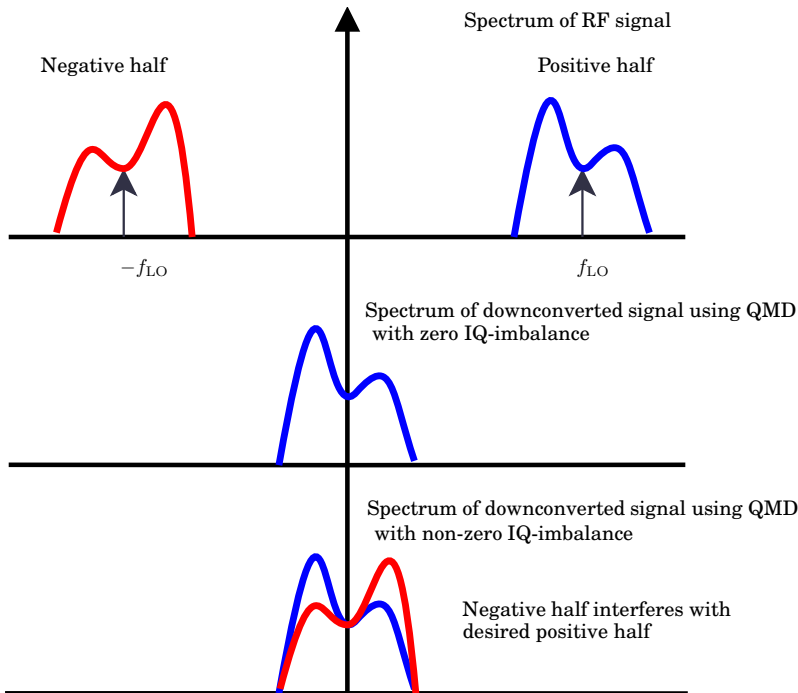 Spectrum of RF signal
Negative half
Positive half
−f_LO
f_LO
Spectrum of downconverted signal using QMD
with zero IQ-imbalance
Spectrum of downconverted signal using QMD
with non-zero IQ-imbalance
Negative half interferes with
desired positive half